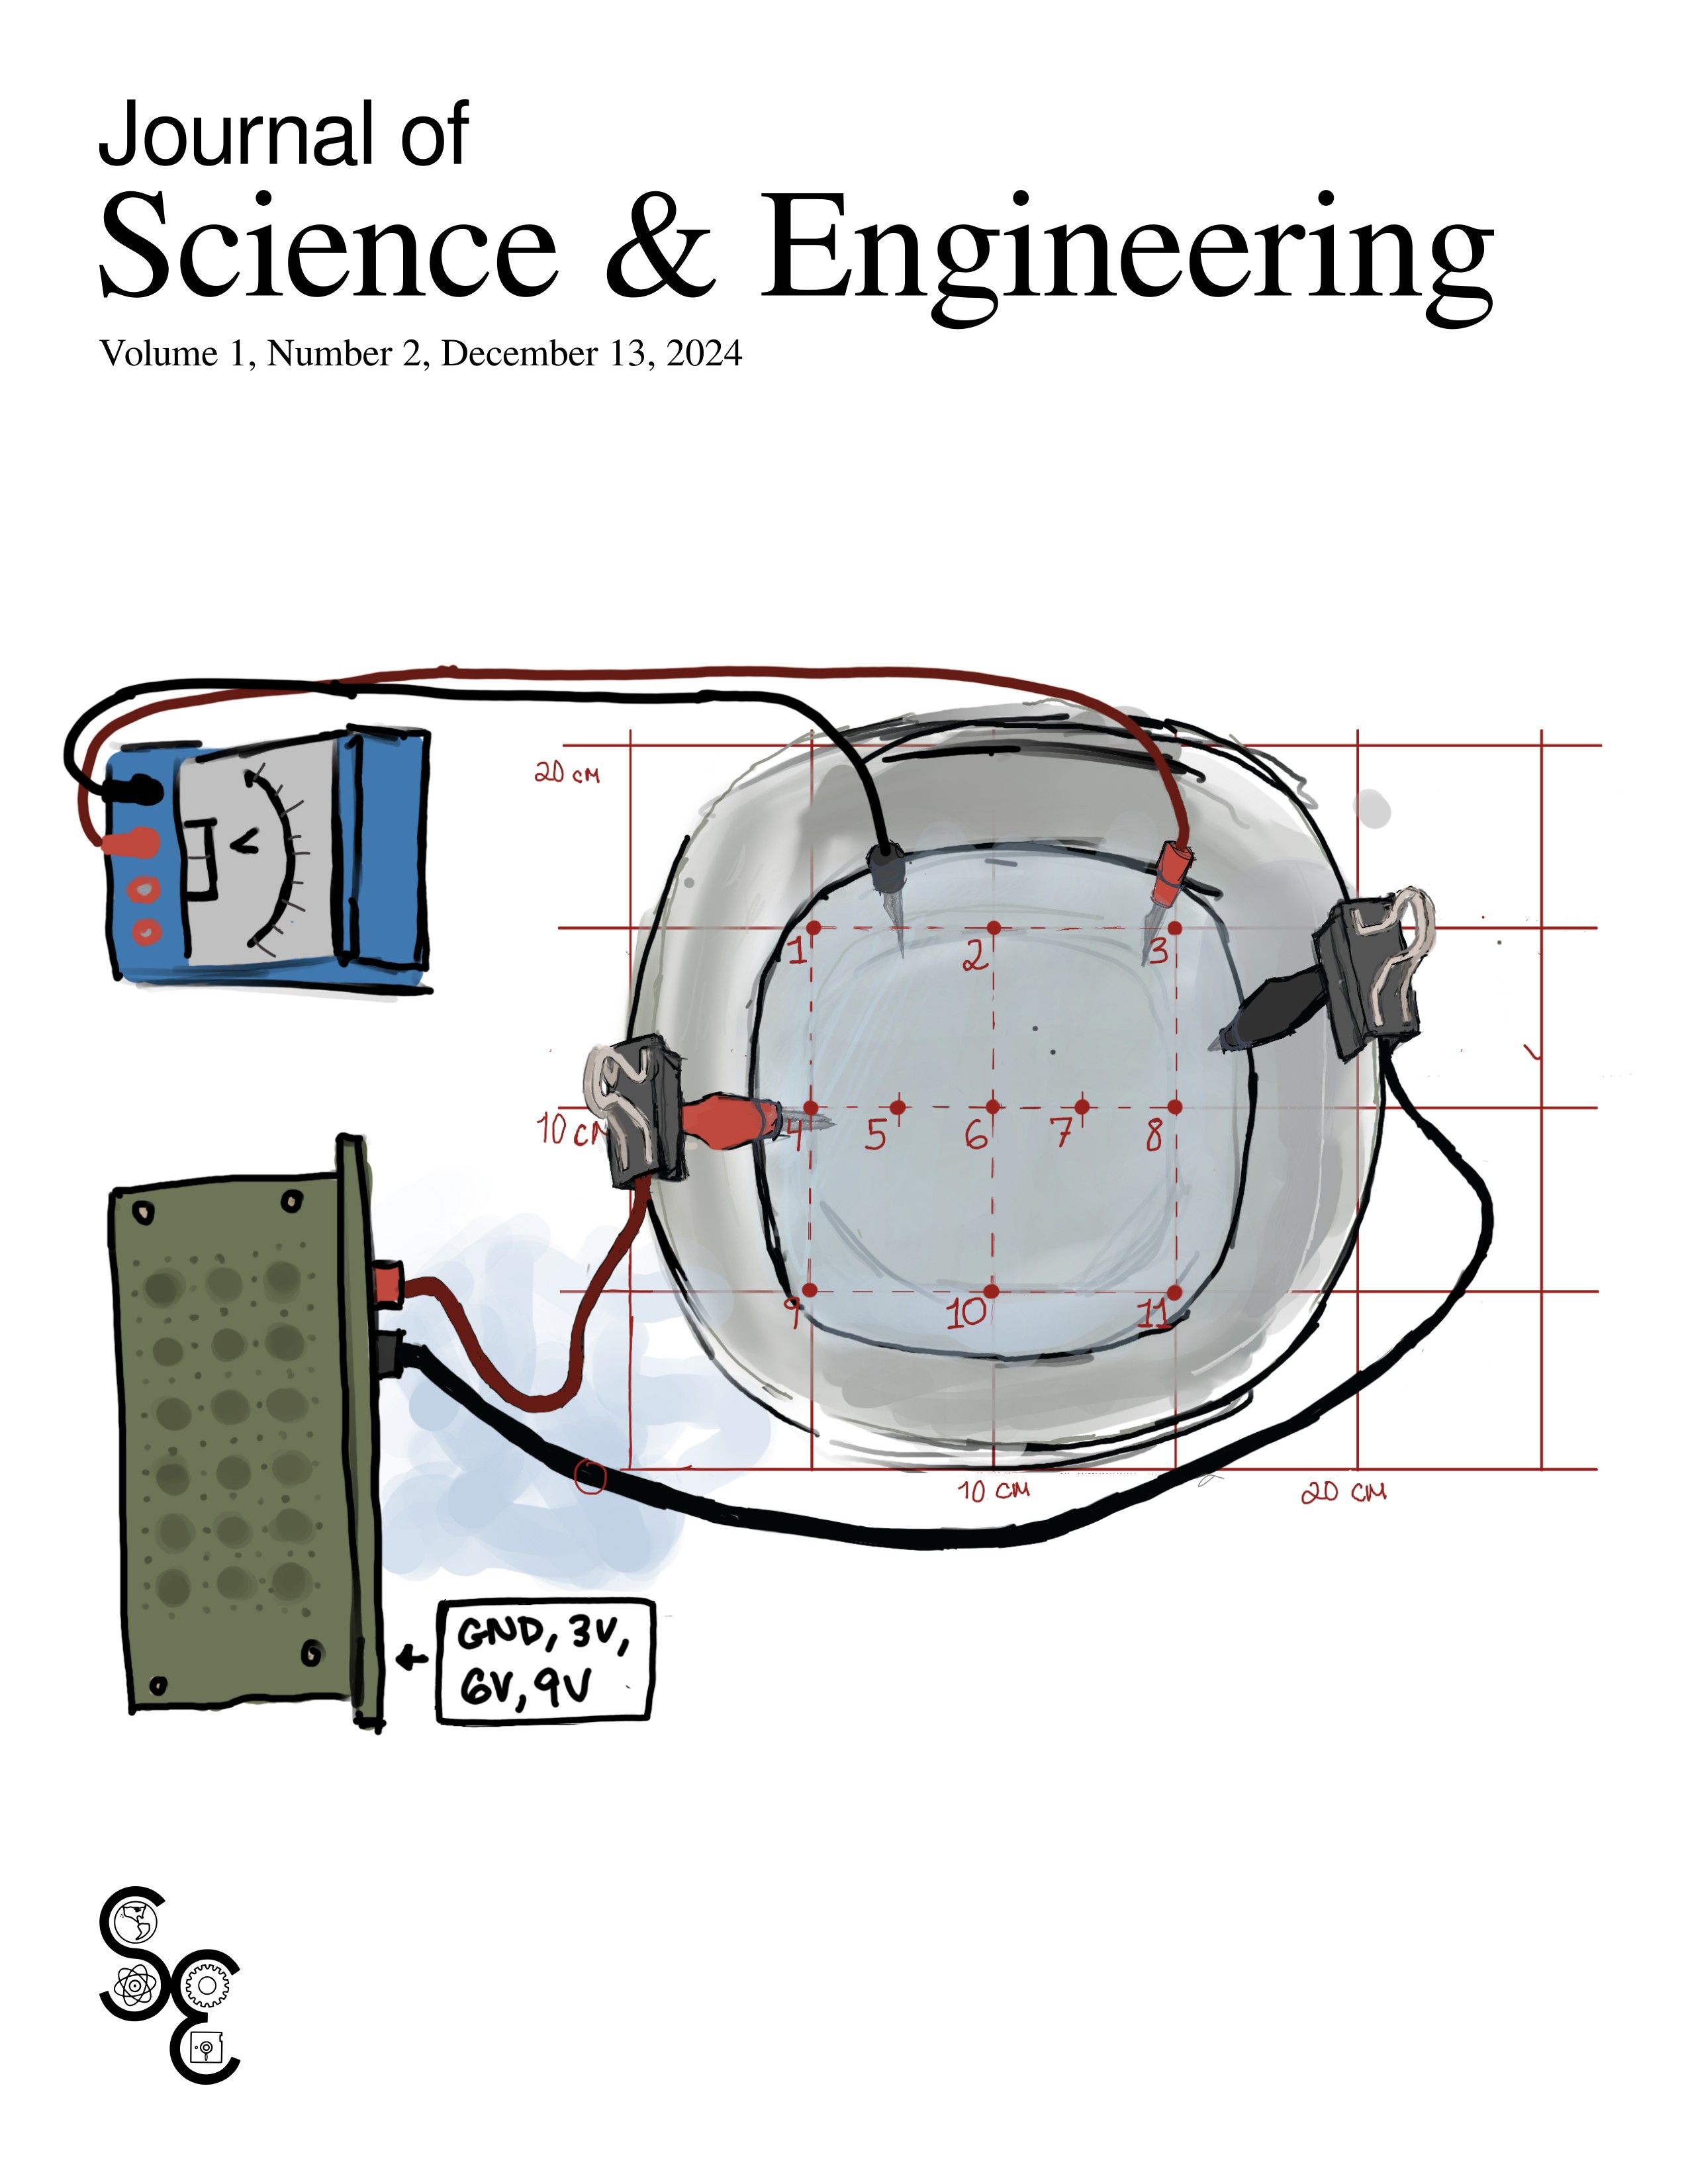 Journal of
Science & Engineering
Volume 1, Number 2, December 13, 2024
V
20 cm
1 2 3
10 cm
4 5 6 7 8
9 10 11
10 cm 20 cm
GND, 3V,
6V, 9V
SE